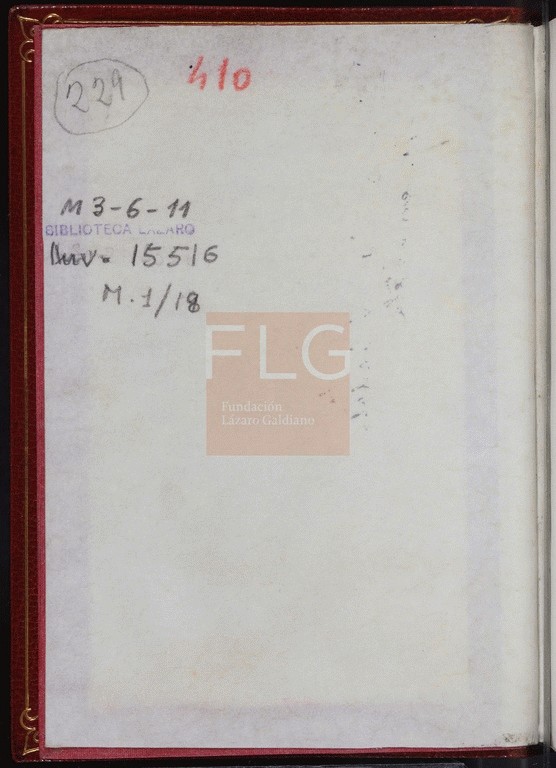 229
410
M 3-6-11
BIBLIOTECA LAZARO
Inv. 15516
M. 1/18
FLG
Fundación
Lázaro Galdiano